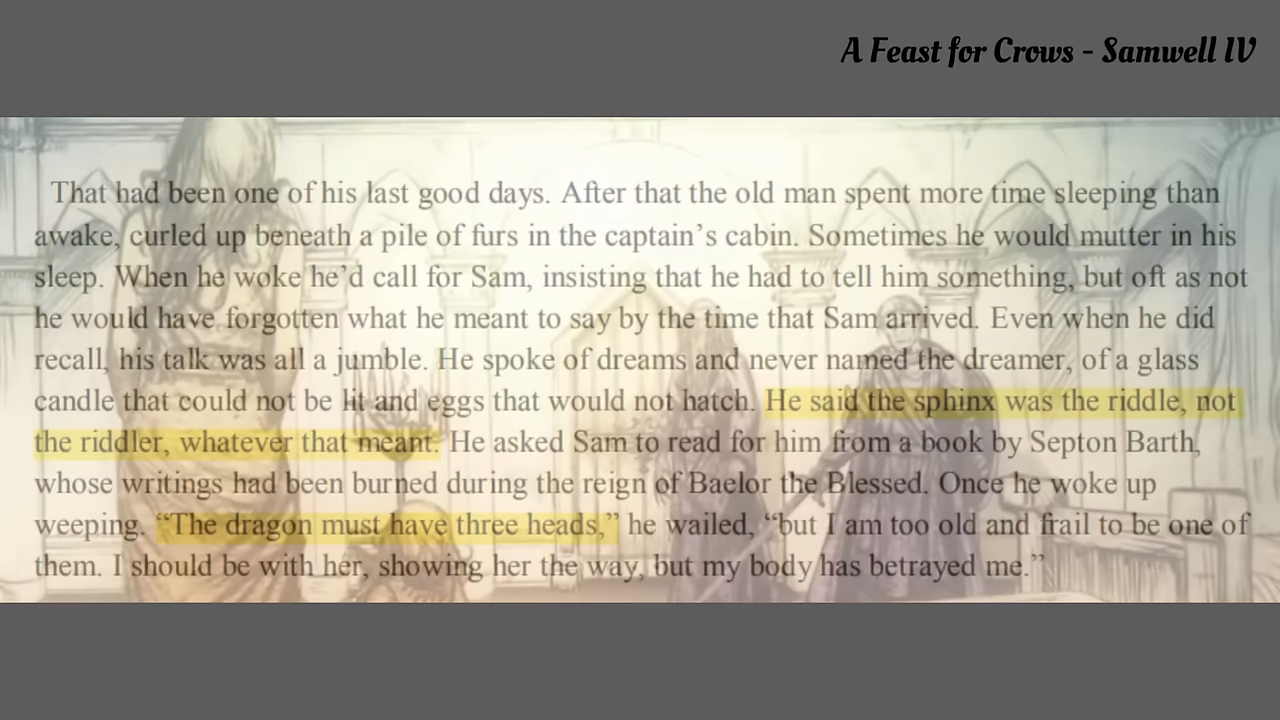 A Feast for Crows - Samwell IV
That had been one of his last good days. After that the old man spent more time sleeping than
awake, curled up beneath a pile of furs in the captain’s cabin. Sometimes he would mutter in his
sleep. When he woke he’d call for Sam, insisting that he had to tell him something, but oft as not
he would have forgotten what he meant to say by the time that Sam arrived. Even when he did
recall, his talk was all a jumble. He spoke of dreams and never named the dreamer, of a glass
candle that could not be lit and eggs that would not hatch. He said the sphinx was the riddle, not
the riddler, whatever that meant. He asked Sam to read for him from a book by Septon Barth,
whose writings had been burned during the reign of Baelor the Blessed. Once he woke up
weeping. “The dragon must have three heads,” he wailed, “but I am too old and frail to be one of
them. I should be with her, showing her the way, but my body has betrayed me.”